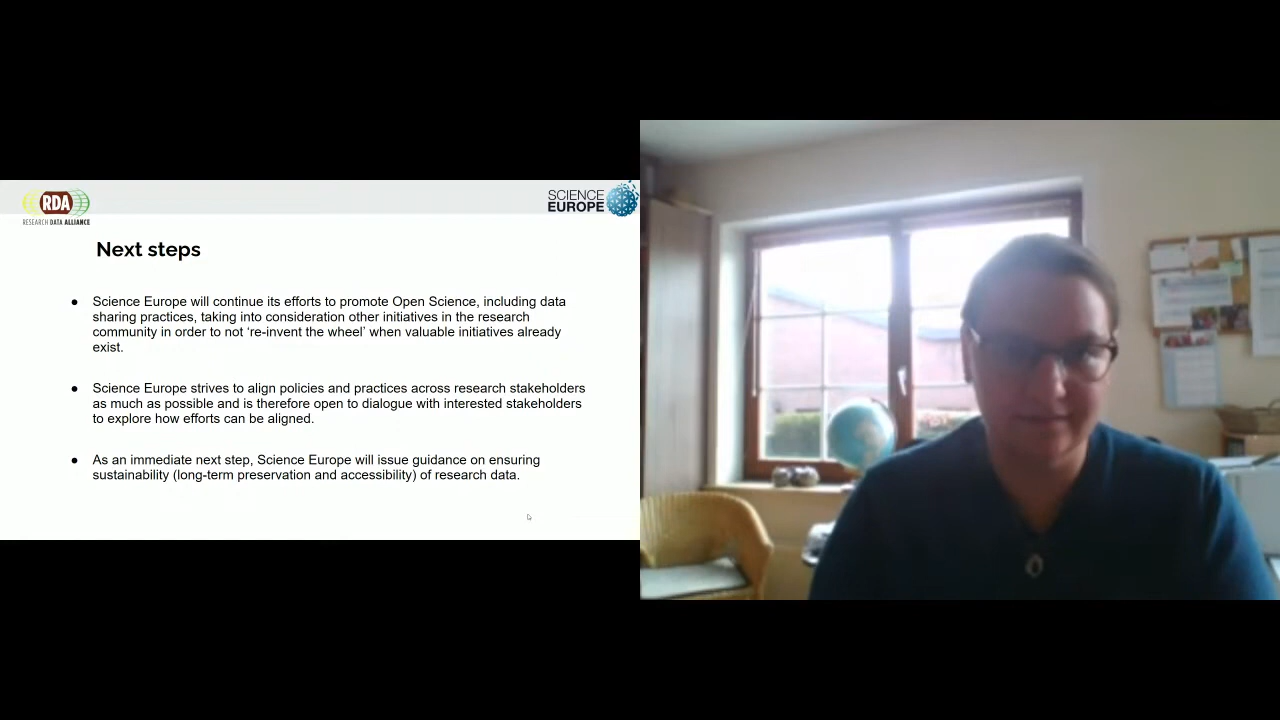 RDA
RESEARCH DATA ALLIANCE
SCIENCE
EUROPE
Next steps
● Science Europe will continue its efforts to promote Open Science, including data
sharing practices, taking into consideration other initiatives in the research
community in order to not ‘re-invent the wheel’ when valuable initiatives already
exist.
● Science Europe strives to align policies and practices across research stakeholders
as much as possible and is therefore open to dialogue with interested stakeholders
to explore how efforts can be aligned.
● As an immediate next step, Science Europe will issue guidance on ensuring
sustainability (long-term preservation and accessibility) of research data.